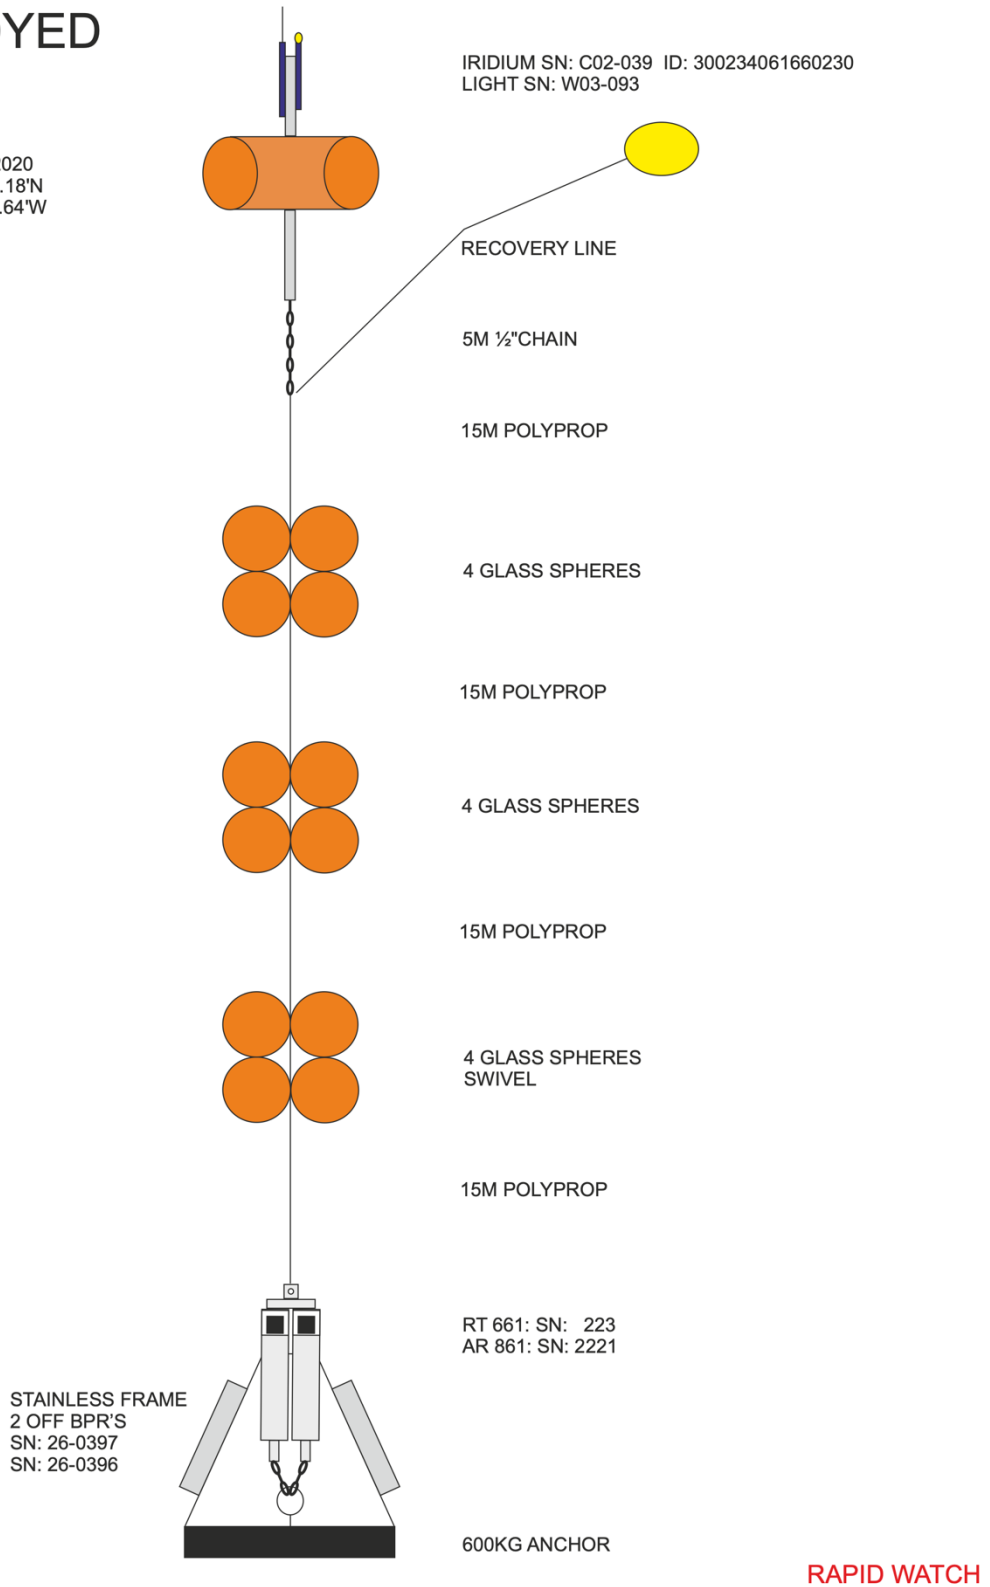 YED
IRIDIUM SN: C02-039 ID: 300234061660230
LIGHT SN: W03-093
2020
.18'N
.64'W
RECOVERY LINE
5M ½"CHAIN
15M POLYPROP
4 GLASS SPHERES
15M POLYPROP
4 GLASS SPHERES
15M POLYPROP
4 GLASS SPHERES
SWIVEL
15M POLYPROP
RT 661: SN: 223
AR 861: SN: 2221
STAINLESS FRAME
2 OFF BPR'S
SN: 26-0397
SN: 26-0396
600KG ANCHOR
RAPID WATCH